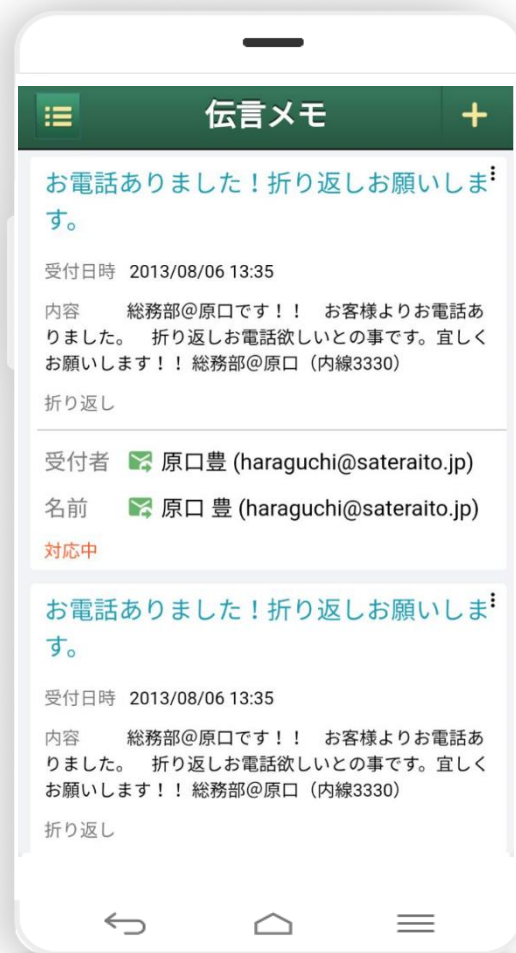 伝言メモ
お電話ありました！折り返しお願いしま
す。
受付日時 2013/08/06 13:35
内容 総務部＠原口です！！　お客様よりお電話あ
りました。　折り返しお電話欲しいとの事です。宜しく
お願いします！！ 総務部＠原口（内線3330）
折り返し
受付者 原口豊 (haraguchi@sateraito.jp)
名前 原口 豊 (haraguchi@sateraito.jp)
対応中
お電話ありました！折り返しお願いしま
す。
受付日時 2013/08/06 13:35
内容 総務部＠原口です！！　お客様よりお電話あ
りました。　折り返しお電話欲しいとの事です。宜しく
お願いします！！ 総務部＠原口（内線3330）
折り返し